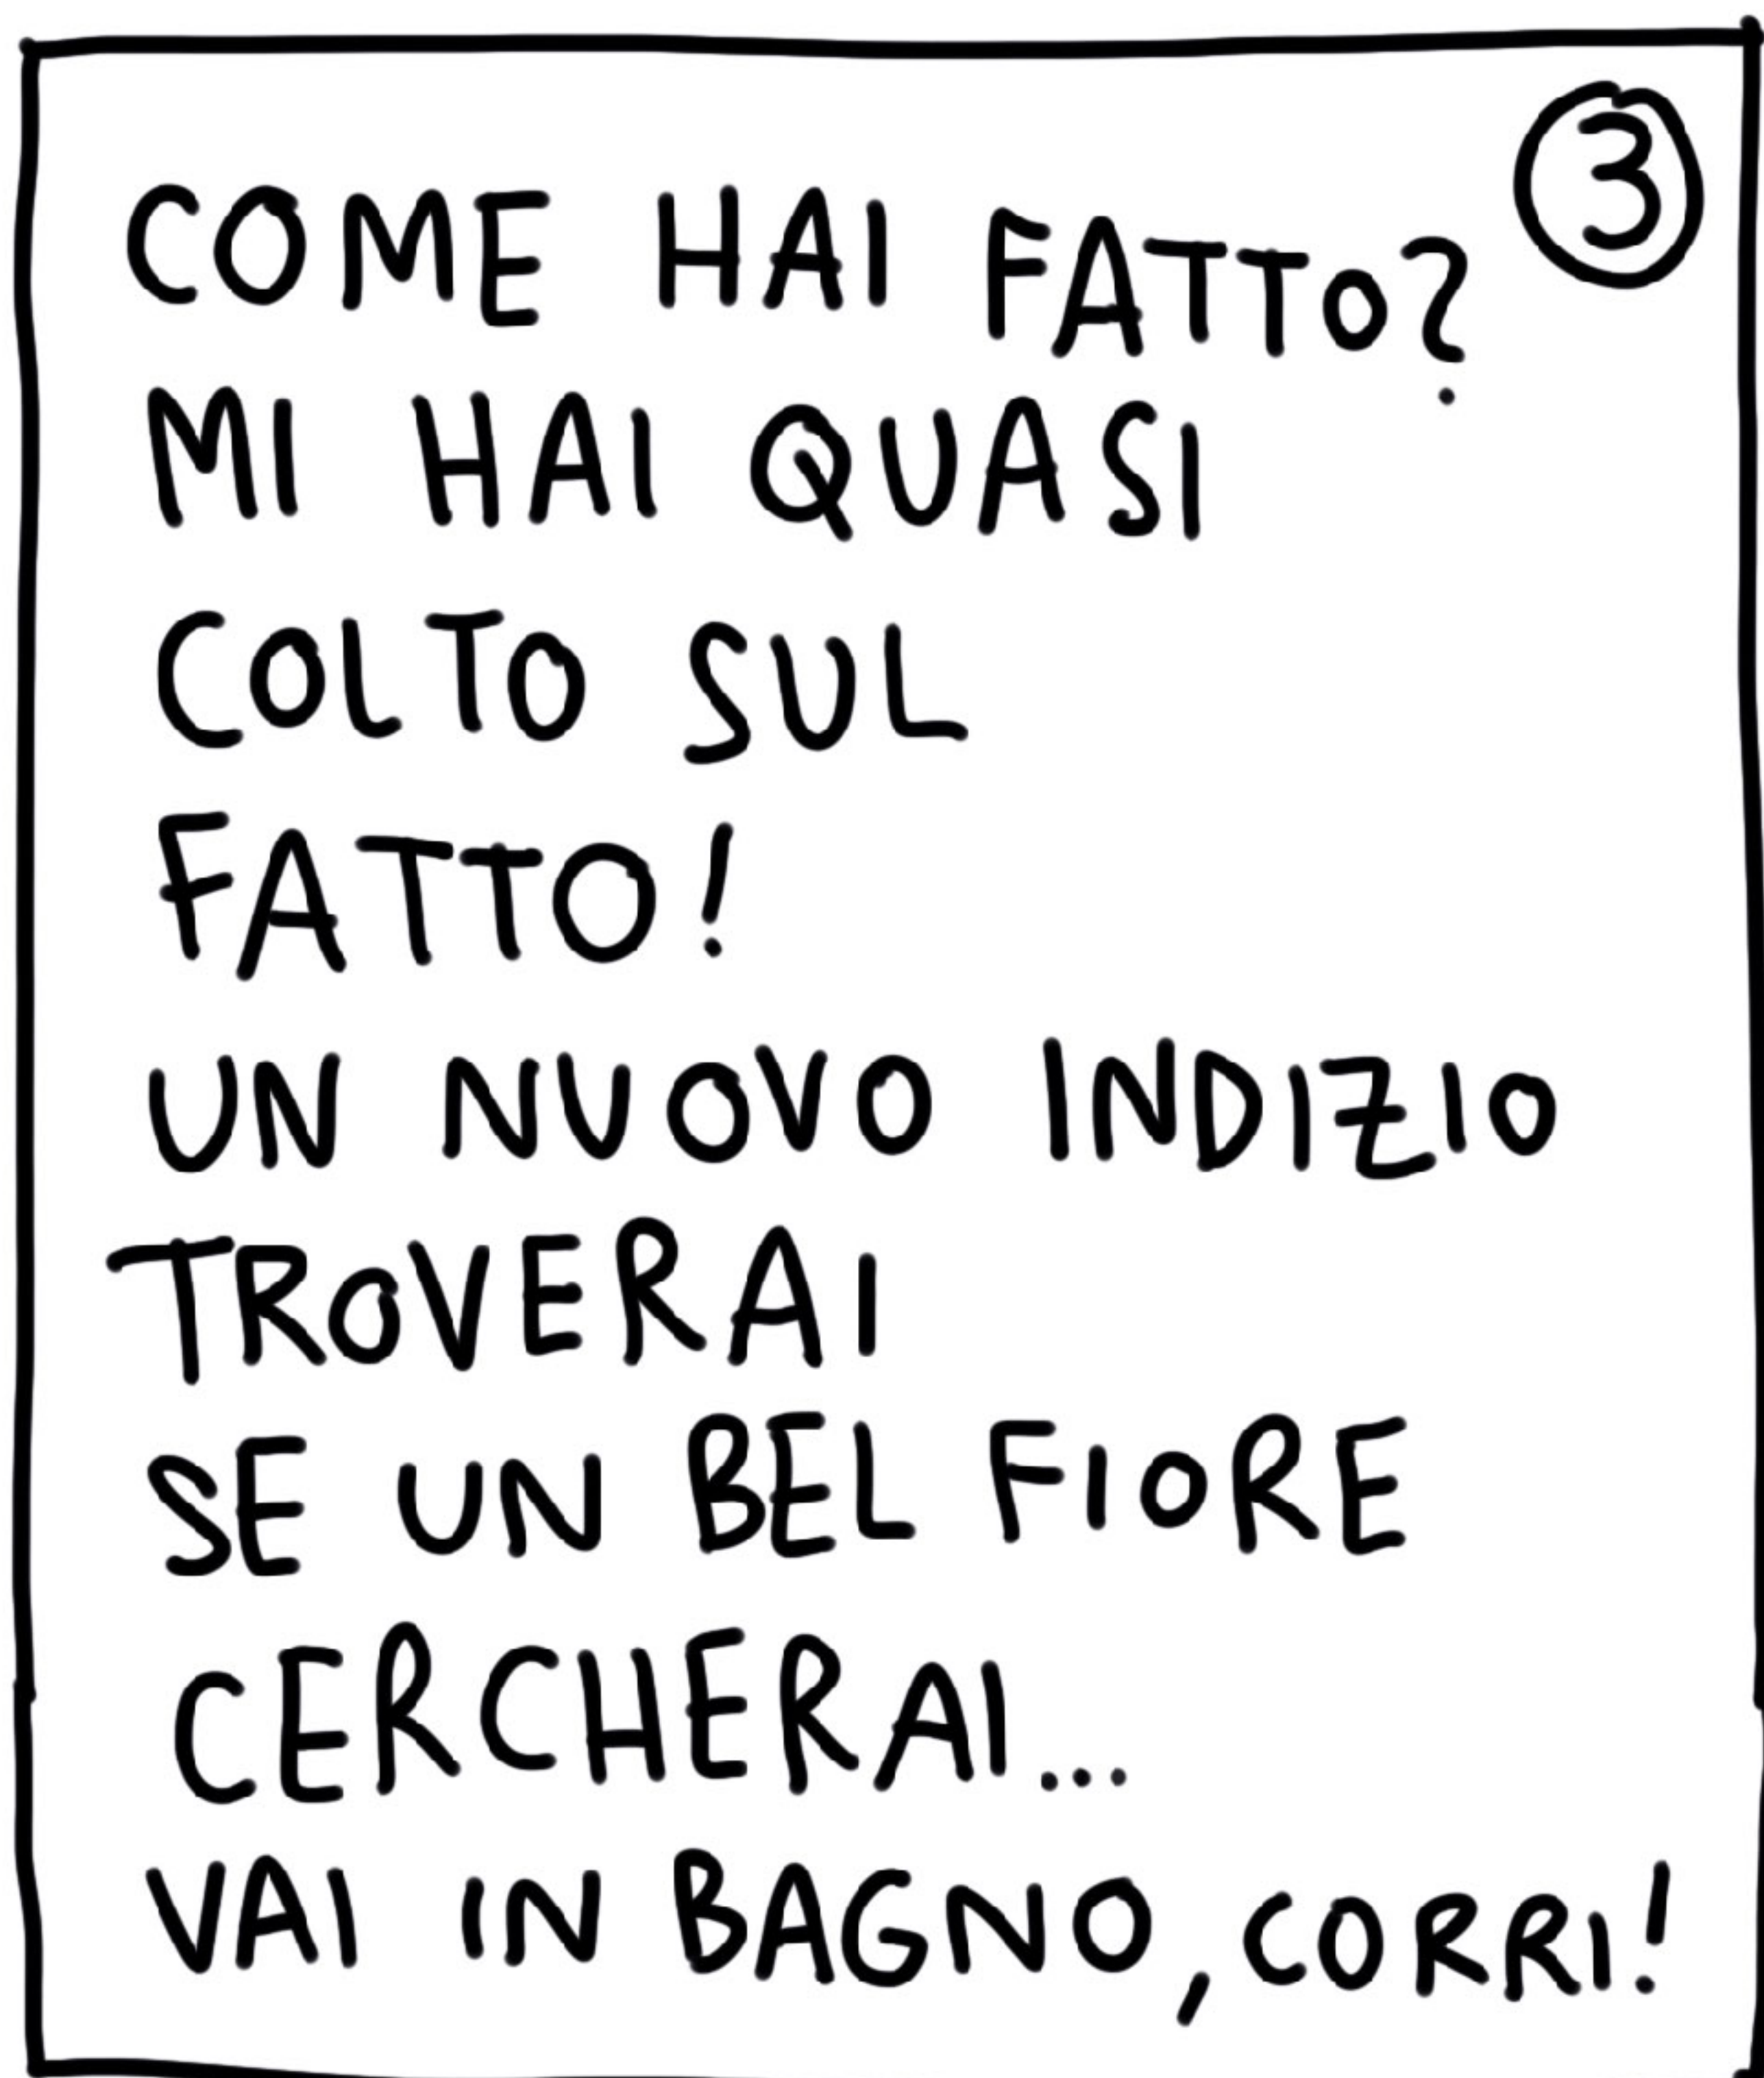 3
COME HAI FATTO?
MI HAI QUASI
COLTO SUL
FATTO!
UN NUOVO INDIZIO
TROVERAI
SE UN BEL FIORE
CERCHERAI...
VAI IN BAGNO, CORRI!